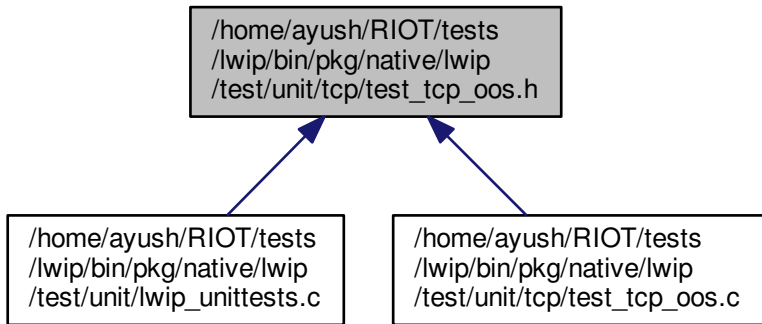 /home/ayush/RIOT/tests
/lwip/bin/pkg/native/lwip
/test/unit/tcp/test_tcp_oos.h
/home/ayush/RIOT/tests
/lwip/bin/pkg/native/lwip
/test/unit/lwip_unittests.c
/home/ayush/RIOT/tests
/lwip/bin/pkg/native/lwip
/test/unit/tcp/test_tcp_oos.c